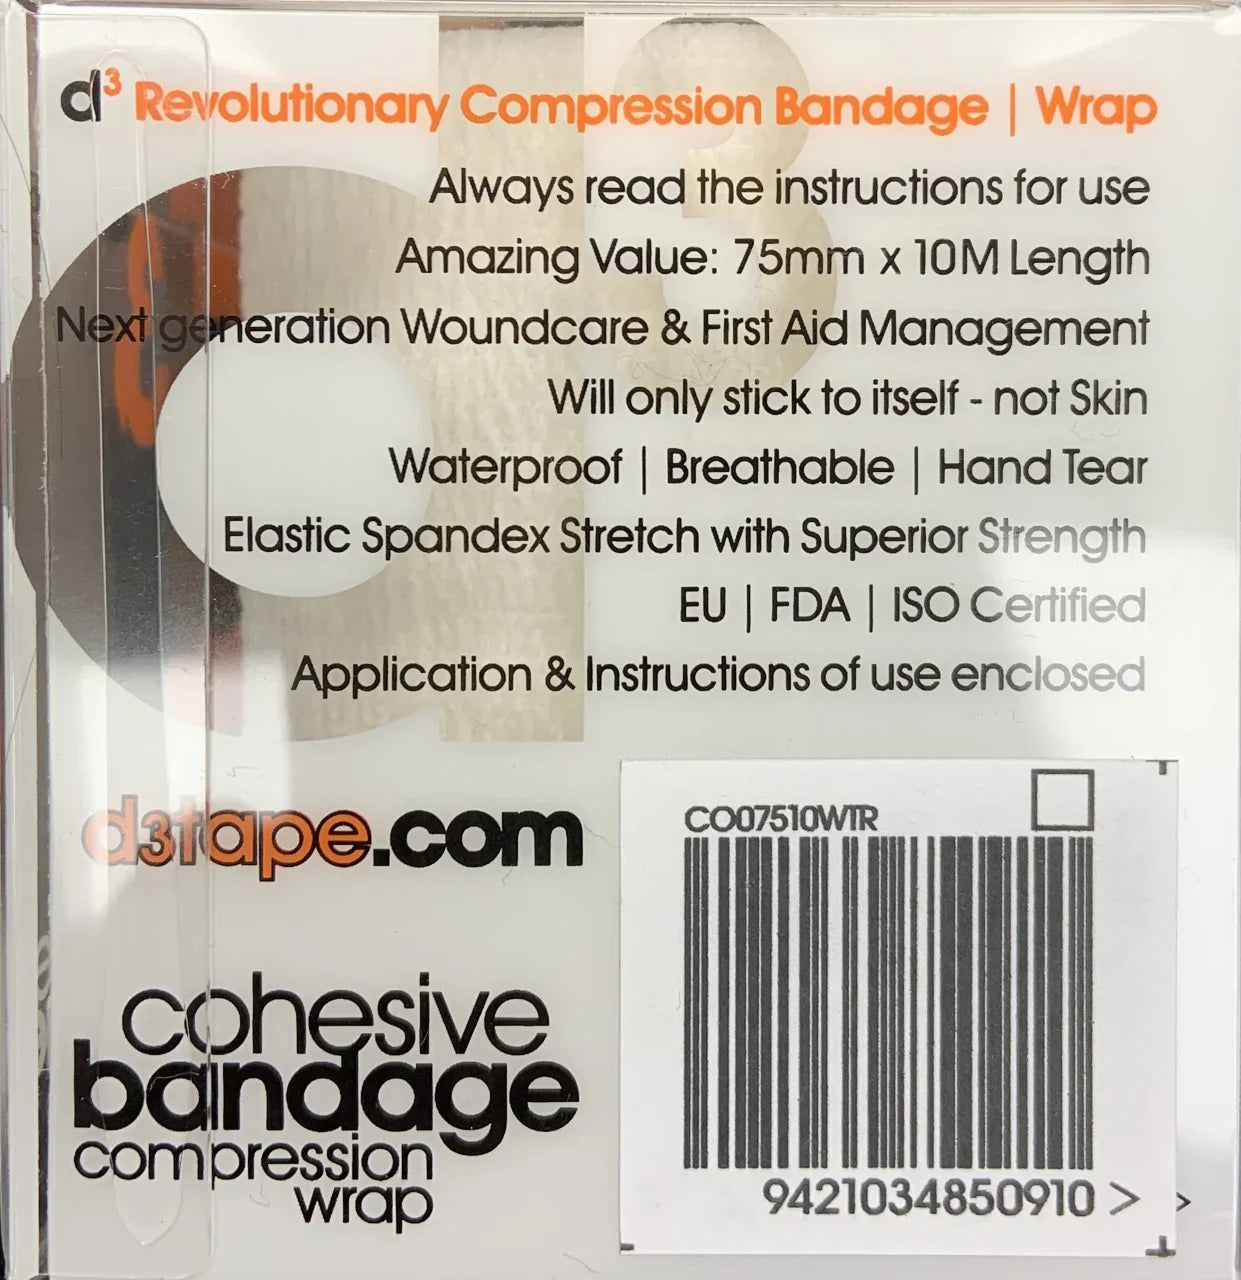 d³ Revolutionary Compression Bandage | Wrap
Always read the instructions for use
Amazing Value: 75mm x 10M Length
Next generation Woundcare & First Aid Management
Will only stick to itself - not Skin
Waterproof | Breathable | Hand Tear
Elastic Spandex Stretch with Superior Strength
EU | FDA | ISO Certified
Application & Instructions of use enclosed
d3tape.com
cohesive
bandage
compression
wrap
CO07510WTR
9421034850910 >